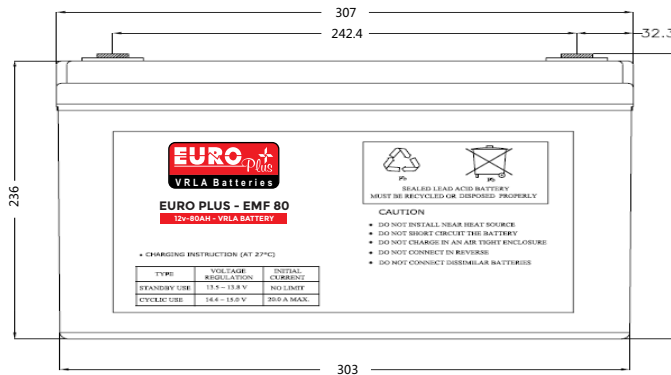 307
242.4
32.3
236
EURO Plus
VRLA Batteries
EURO PLUS - EMF 80
12v-80AH - VRLA BATTERY
Pb
Pb
SEALED LEAD ACID BATTERY
MUST BE RECYCLED OR DISPOSED PROPERLY
CAUTION
• DO NOT INSTALL NEAR HEAT SOURCE
• DO NOT SHORT CIRCUIT THE BATTERY
• DO NOT CHARGE IN AN AIR TIGHT ENCLOSURE
• DO NOT CONNECT IN REVERSE
• DO NOT CONNECT DISSIMILAR BATTERIES
• CHARGING INSTRUCTION (AT 27°C)
TYPE VOLTAGE REGULATION INITIAL CURRENT
STANDBY USE 13.5 – 13.8 V NO LIMIT
CYCLIC USE 14.4 – 15.0 V 20.0 A MAX.
303